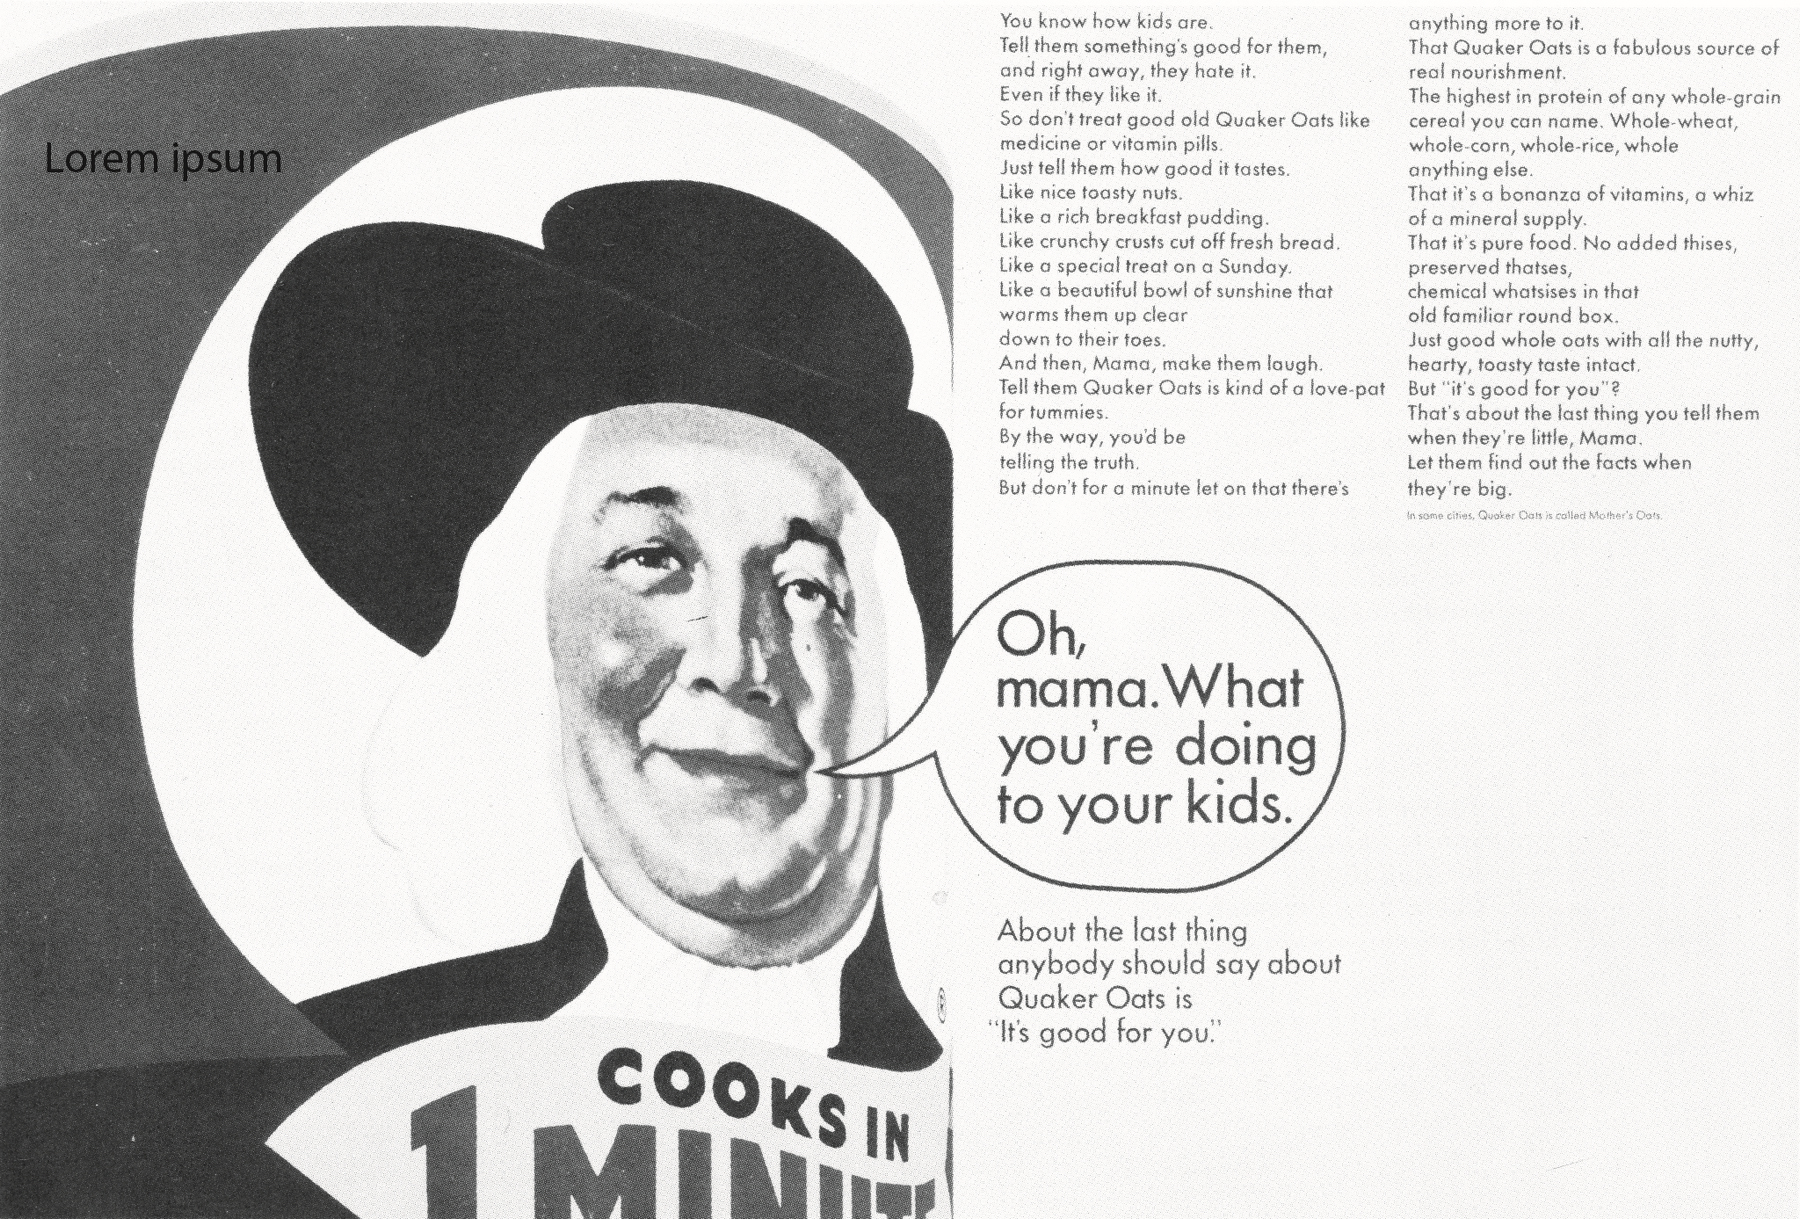 Lorem ipsum
You know how kids are.
Tell them something's good for them,
and right away, they hate it.
Even if they like it.
So don't treat good old Quaker Oats like
medicine or vitamin pills.
Just tell them how good it tastes.
Like nice toasty nuts.
Like a rich breakfast pudding.
Like crunchy crusts cut off fresh bread.
Like a special treat on a Sunday.
Like a beautiful bowl of sunshine that
warms them up clear
down to their toes.
And then, Mama, make them laugh.
Tell them Quaker Oats is kind of a love-pat
for tummies.
By the way, you'd be
telling the truth.
But don't for a minute let on that there's
anything more to it.
That Quaker Oats is a fabulous source of
real nourishment.
The highest in protein of any whole-grain
cereal you can name. Whole-wheat,
whole-corn, whole-rice, whole
anything else.
That it's a bonanza of vitamins, a whiz
of a mineral supply.
That it's pure food. No added thises,
preserved thatses,
chemical whatsises in that
old familiar round box.
Just good whole oats with all the nutty,
hearty, toasty taste intact.
But "it's good for you"?
That's about the last thing you tell them
when they're little, Mama.
Let them find out the facts when
they're big.
In some cities, Quaker Oats is called Mother's Oats.
Oh,
mama. What
you're doing
to your kids.
About the last thing
anybody should say about
Quaker Oats is
"It's good for you."
®
COOKS IN
1 MINUTE